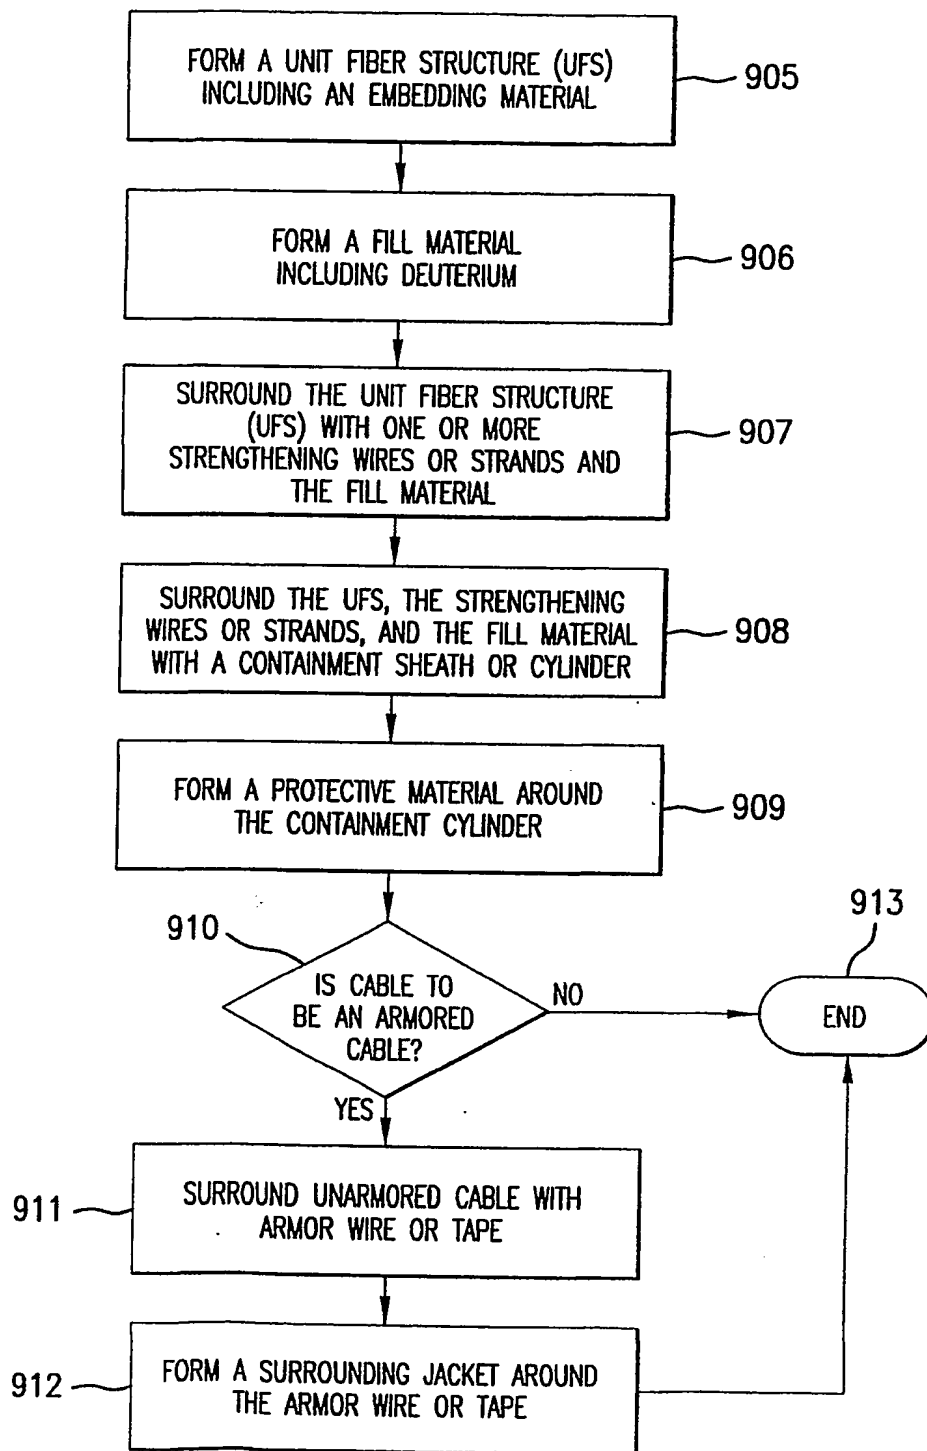 FORM A UNIT FIBER STRUCTURE (UFS)
INCLUDING AN EMBEDDING MATERIAL
905
FORM A FILL MATERIAL
INCLUDING DEUTERIUM
906
SURROUND THE UNIT FIBER STRUCTURE
(UFS) WITH ONE OR MORE
STRENGTHENING WIRES OR STRANDS AND
THE FILL MATERIAL
907
SURROUND THE UFS, THE STRENGTHENING
WIRES OR STRANDS, AND THE FILL MATERIAL
WITH A CONTAINMENT SHEATH OR CYLINDER
908
FORM A PROTECTIVE MATERIAL AROUND
THE CONTAINMENT CYLINDER
909
910
IS CABLE TO
BE AN ARMORED
CABLE?
NO
913
END
YES
911
SURROUND UNARMORED CABLE WITH
ARMOR WIRE OR TAPE
912
FORM A SURROUNDING JACKET AROUND
THE ARMOR WIRE OR TAPE